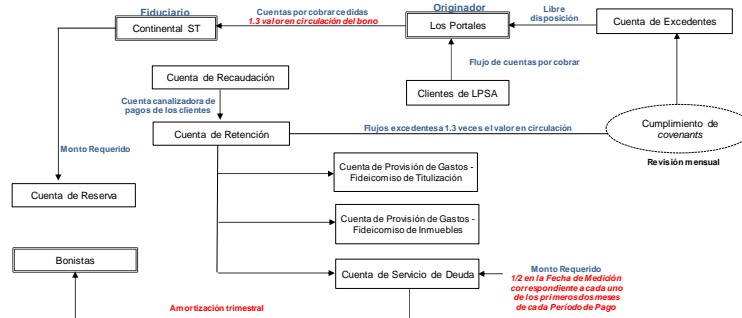 Fiduciario
Continental ST
Cuentas por cobrar cedidas
1.3 valor en circulación del bono
Originador
Los Portales
Libre
disposición
Cuenta de Excedentes
Flujo de cuentas por cobrar
Clientes de LPSA
Cuenta de Recaudación
Cuenta canalizadora de
pagos de los clientes
Cuenta de Retención
Flujos excedentes a 1.3 veces el valor en circulación
Cumplimiento de
covenants
Revisión mensual
Monto Requerido
Cuenta de Reserva
Cuenta de Provisión de Gastos -
Fideicomiso de Titulización
Cuenta de Provisión de Gastos -
Fideicomiso de Inmuebles
Bonistas
Cuenta de Servicio de Deuda
Monto Requerido
1/2 en la Fecha de Medición
correspondiente a cada uno
de los primeros dos meses
de cada Período de Pago
Amortización trimestral